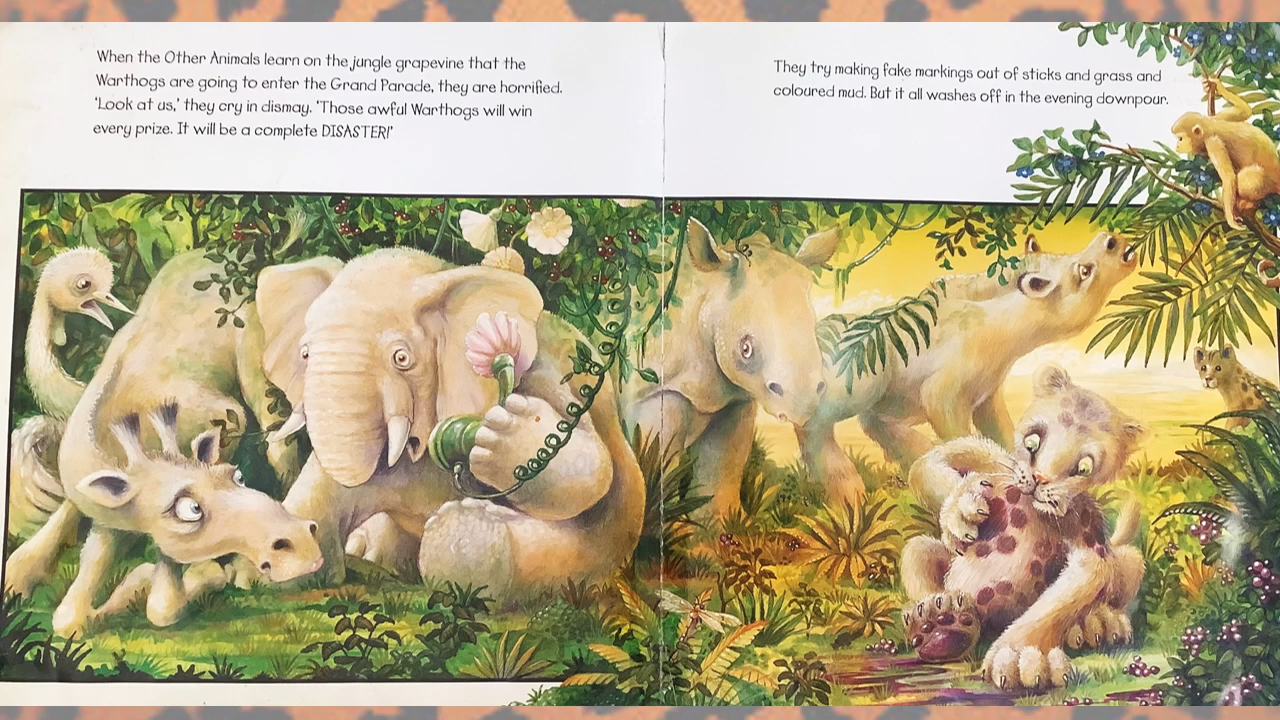 When the Other Animals learn on the jungle grapevine that the
Warthogs are going to enter the Grand Parade, they are horrified.
'Look at us,' they cry in dismay. 'Those awful Warthogs will win
every prize. It will be a complete DISASTER!'
They try making fake markings out of sticks and grass and
coloured mud. But it all washes off in the evening downpour.